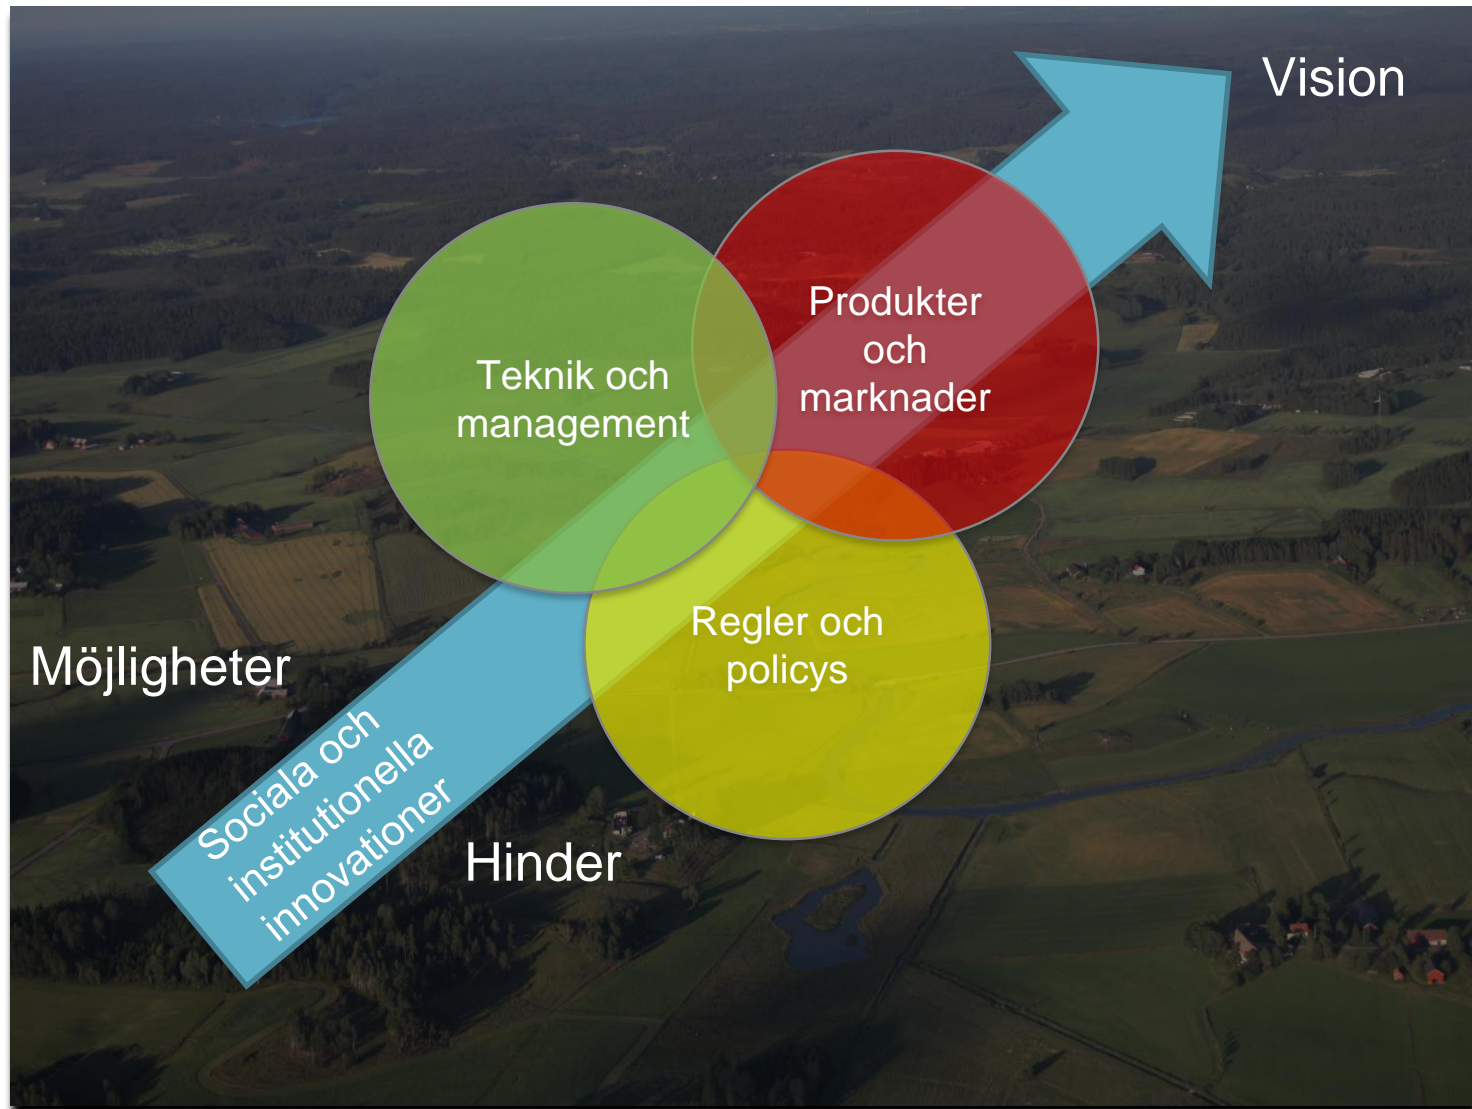 Vision
Produkter
och
marknader
Teknik och
management
Regler och
policys
Möjligheter
Sociala och
institutionella
innovationer
Hinder